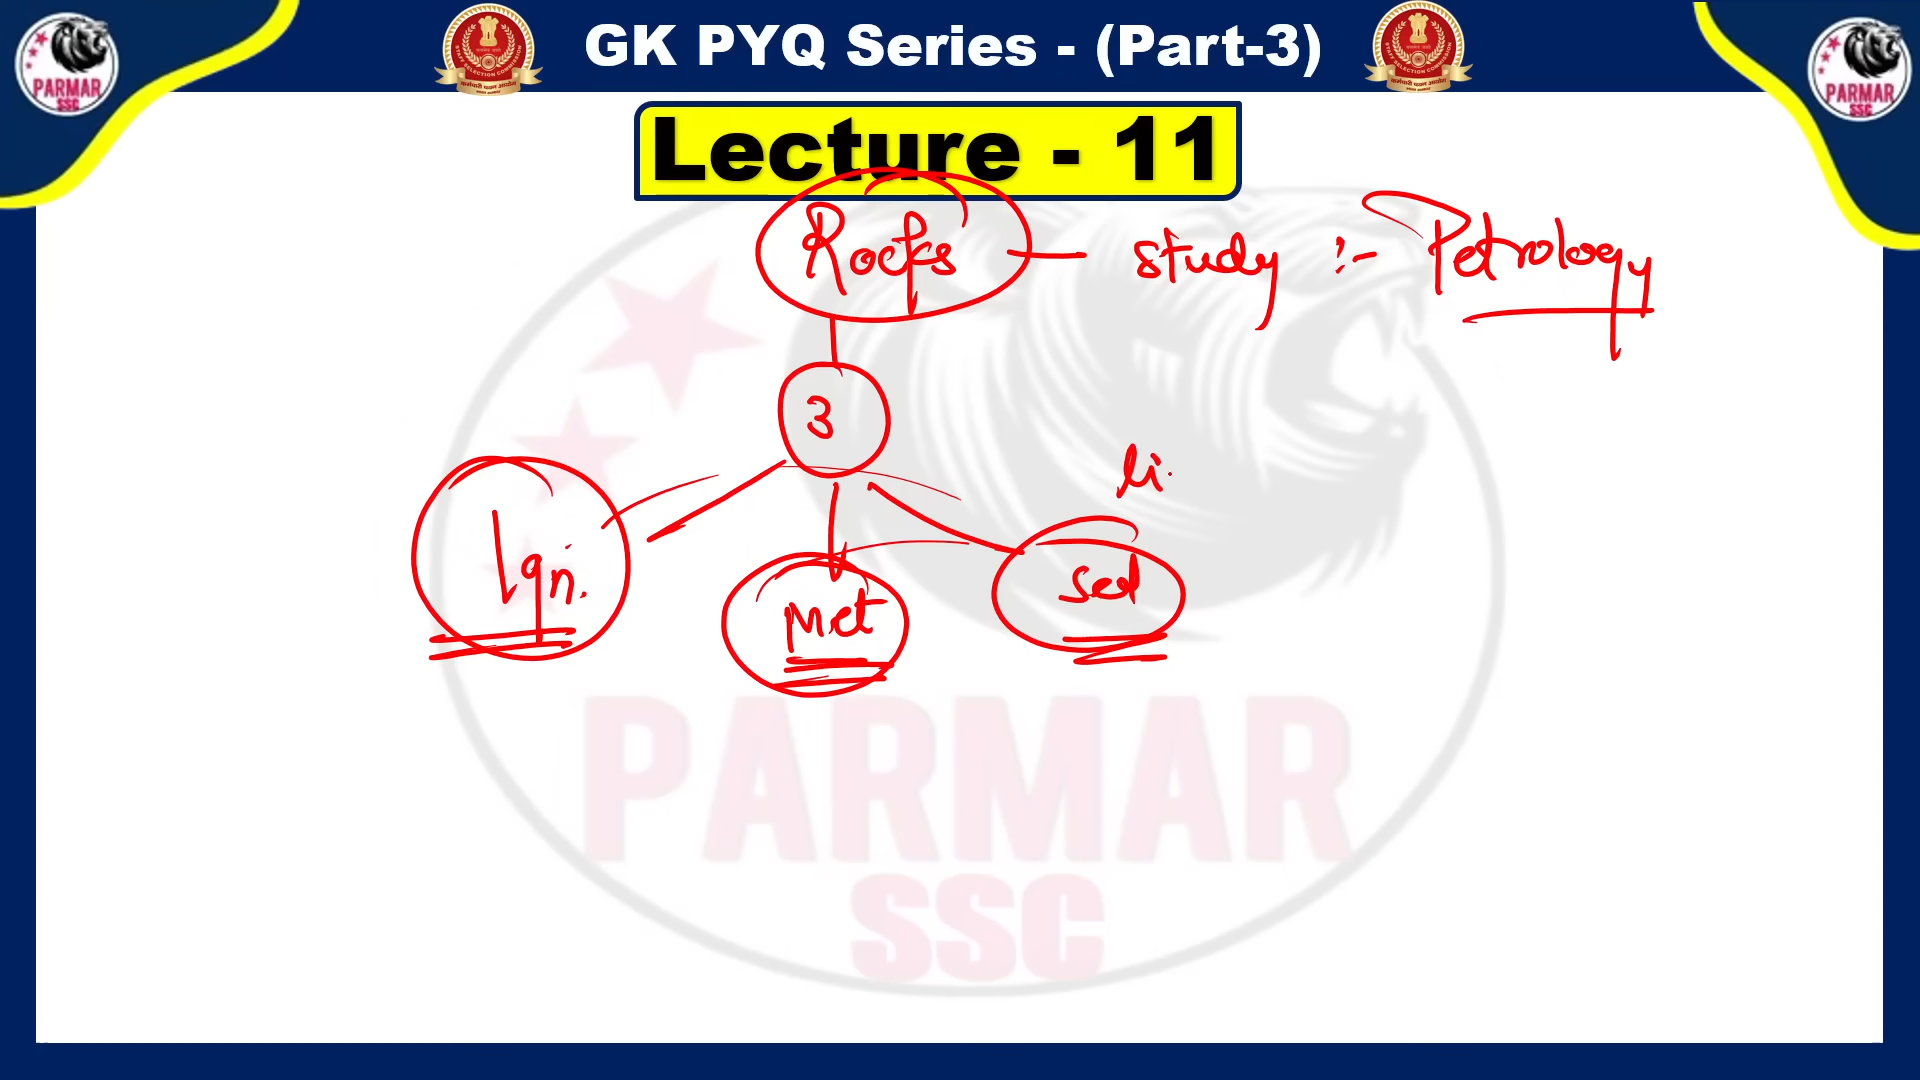 PARMAR
SSC
GK PYQ Series - (Part-3)
PARMAR
SSC
Lecture - 11
Rocks — study :- Petrology
3
li.
Ign.
Met
Sed
PARMAR
SSC